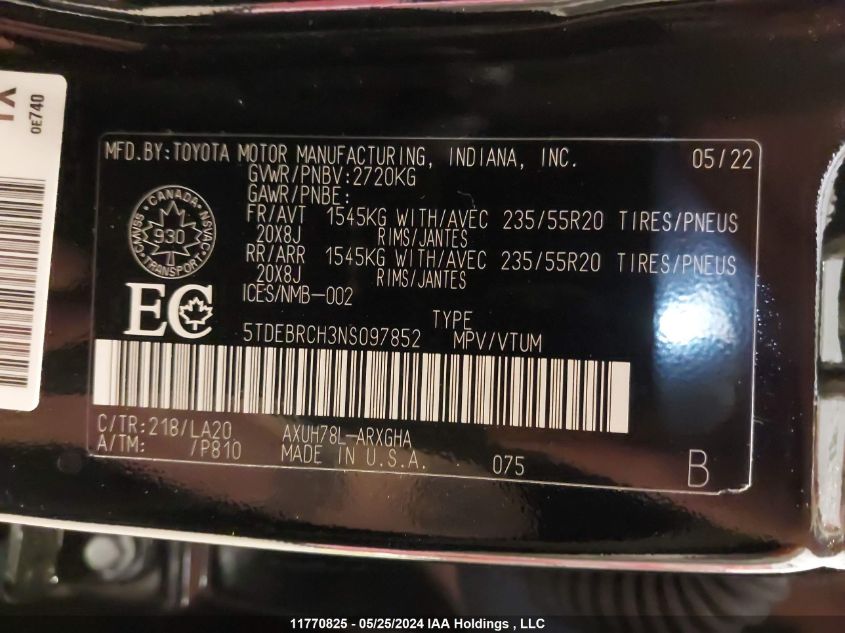 0E740
MFD.BY:TOYOTA MOTOR MANUFACTURING, INDIANA, INC. 05/22
GVWR/PNBV:2720KG
GAWR/PNBE:
FR/AVT 1545KG WITH/AVEC 235/55R20 TIRES/PNEUS
20X8J RIMS/JANTES
RR/ARR 1545KG WITH/AVEC 235/55R20 TIRES/PNEUS
20X8J RIMS/JANTES
ICES/NMB-002
CANADA
930
TRANSPORT
EC
TYPE
5TDEBRCH3NS097852 MPV/VTUM
C/TR:218/LA20 AXUH78L-ARXGHA
A/TM: /P810 MADE IN U.S.A. 075 B
11770825 - 05/25/2024 IAA Holdings , LLC